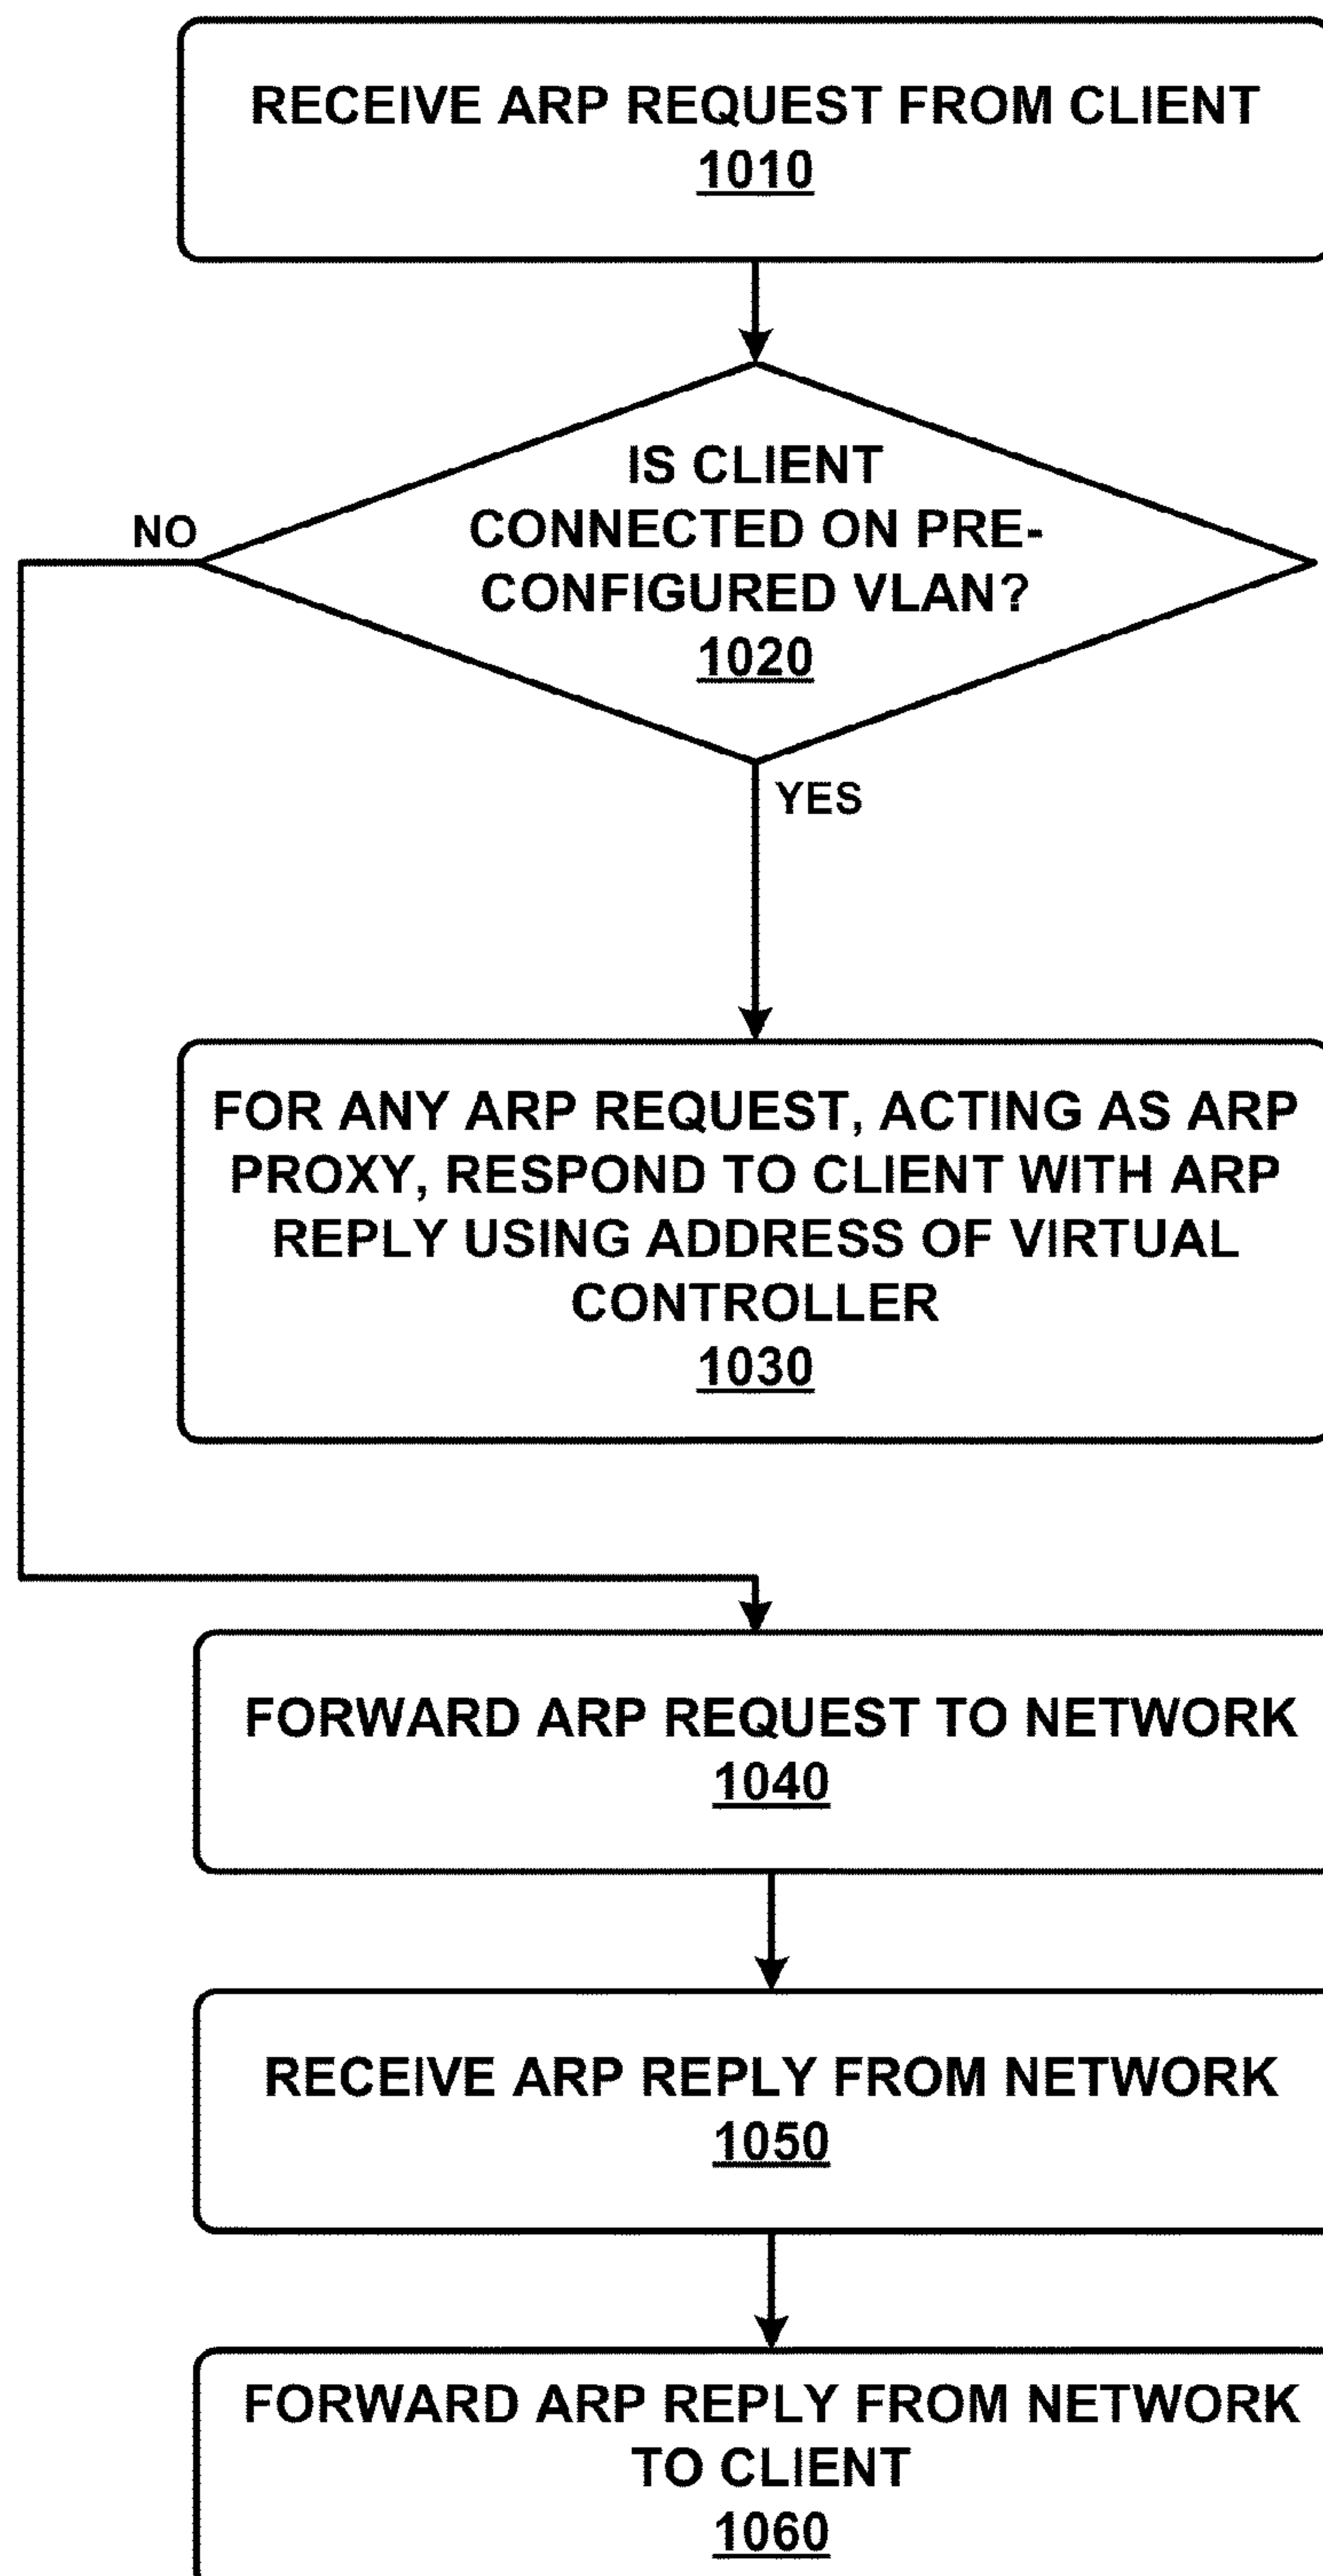 RECEIVE ARP REQUEST FROM CLIENT
1010
IS CLIENT
CONNECTED ON PRE-
CONFIGURED VLAN?
1020
NO
YES
FOR ANY ARP REQUEST, ACTING AS ARP
PROXY, RESPOND TO CLIENT WITH ARP
REPLY USING ADDRESS OF VIRTUAL
CONTROLLER
1030
FORWARD ARP REQUEST TO NETWORK
1040
RECEIVE ARP REPLY FROM NETWORK
1050
FORWARD ARP REPLY FROM NETWORK
TO CLIENT
1060